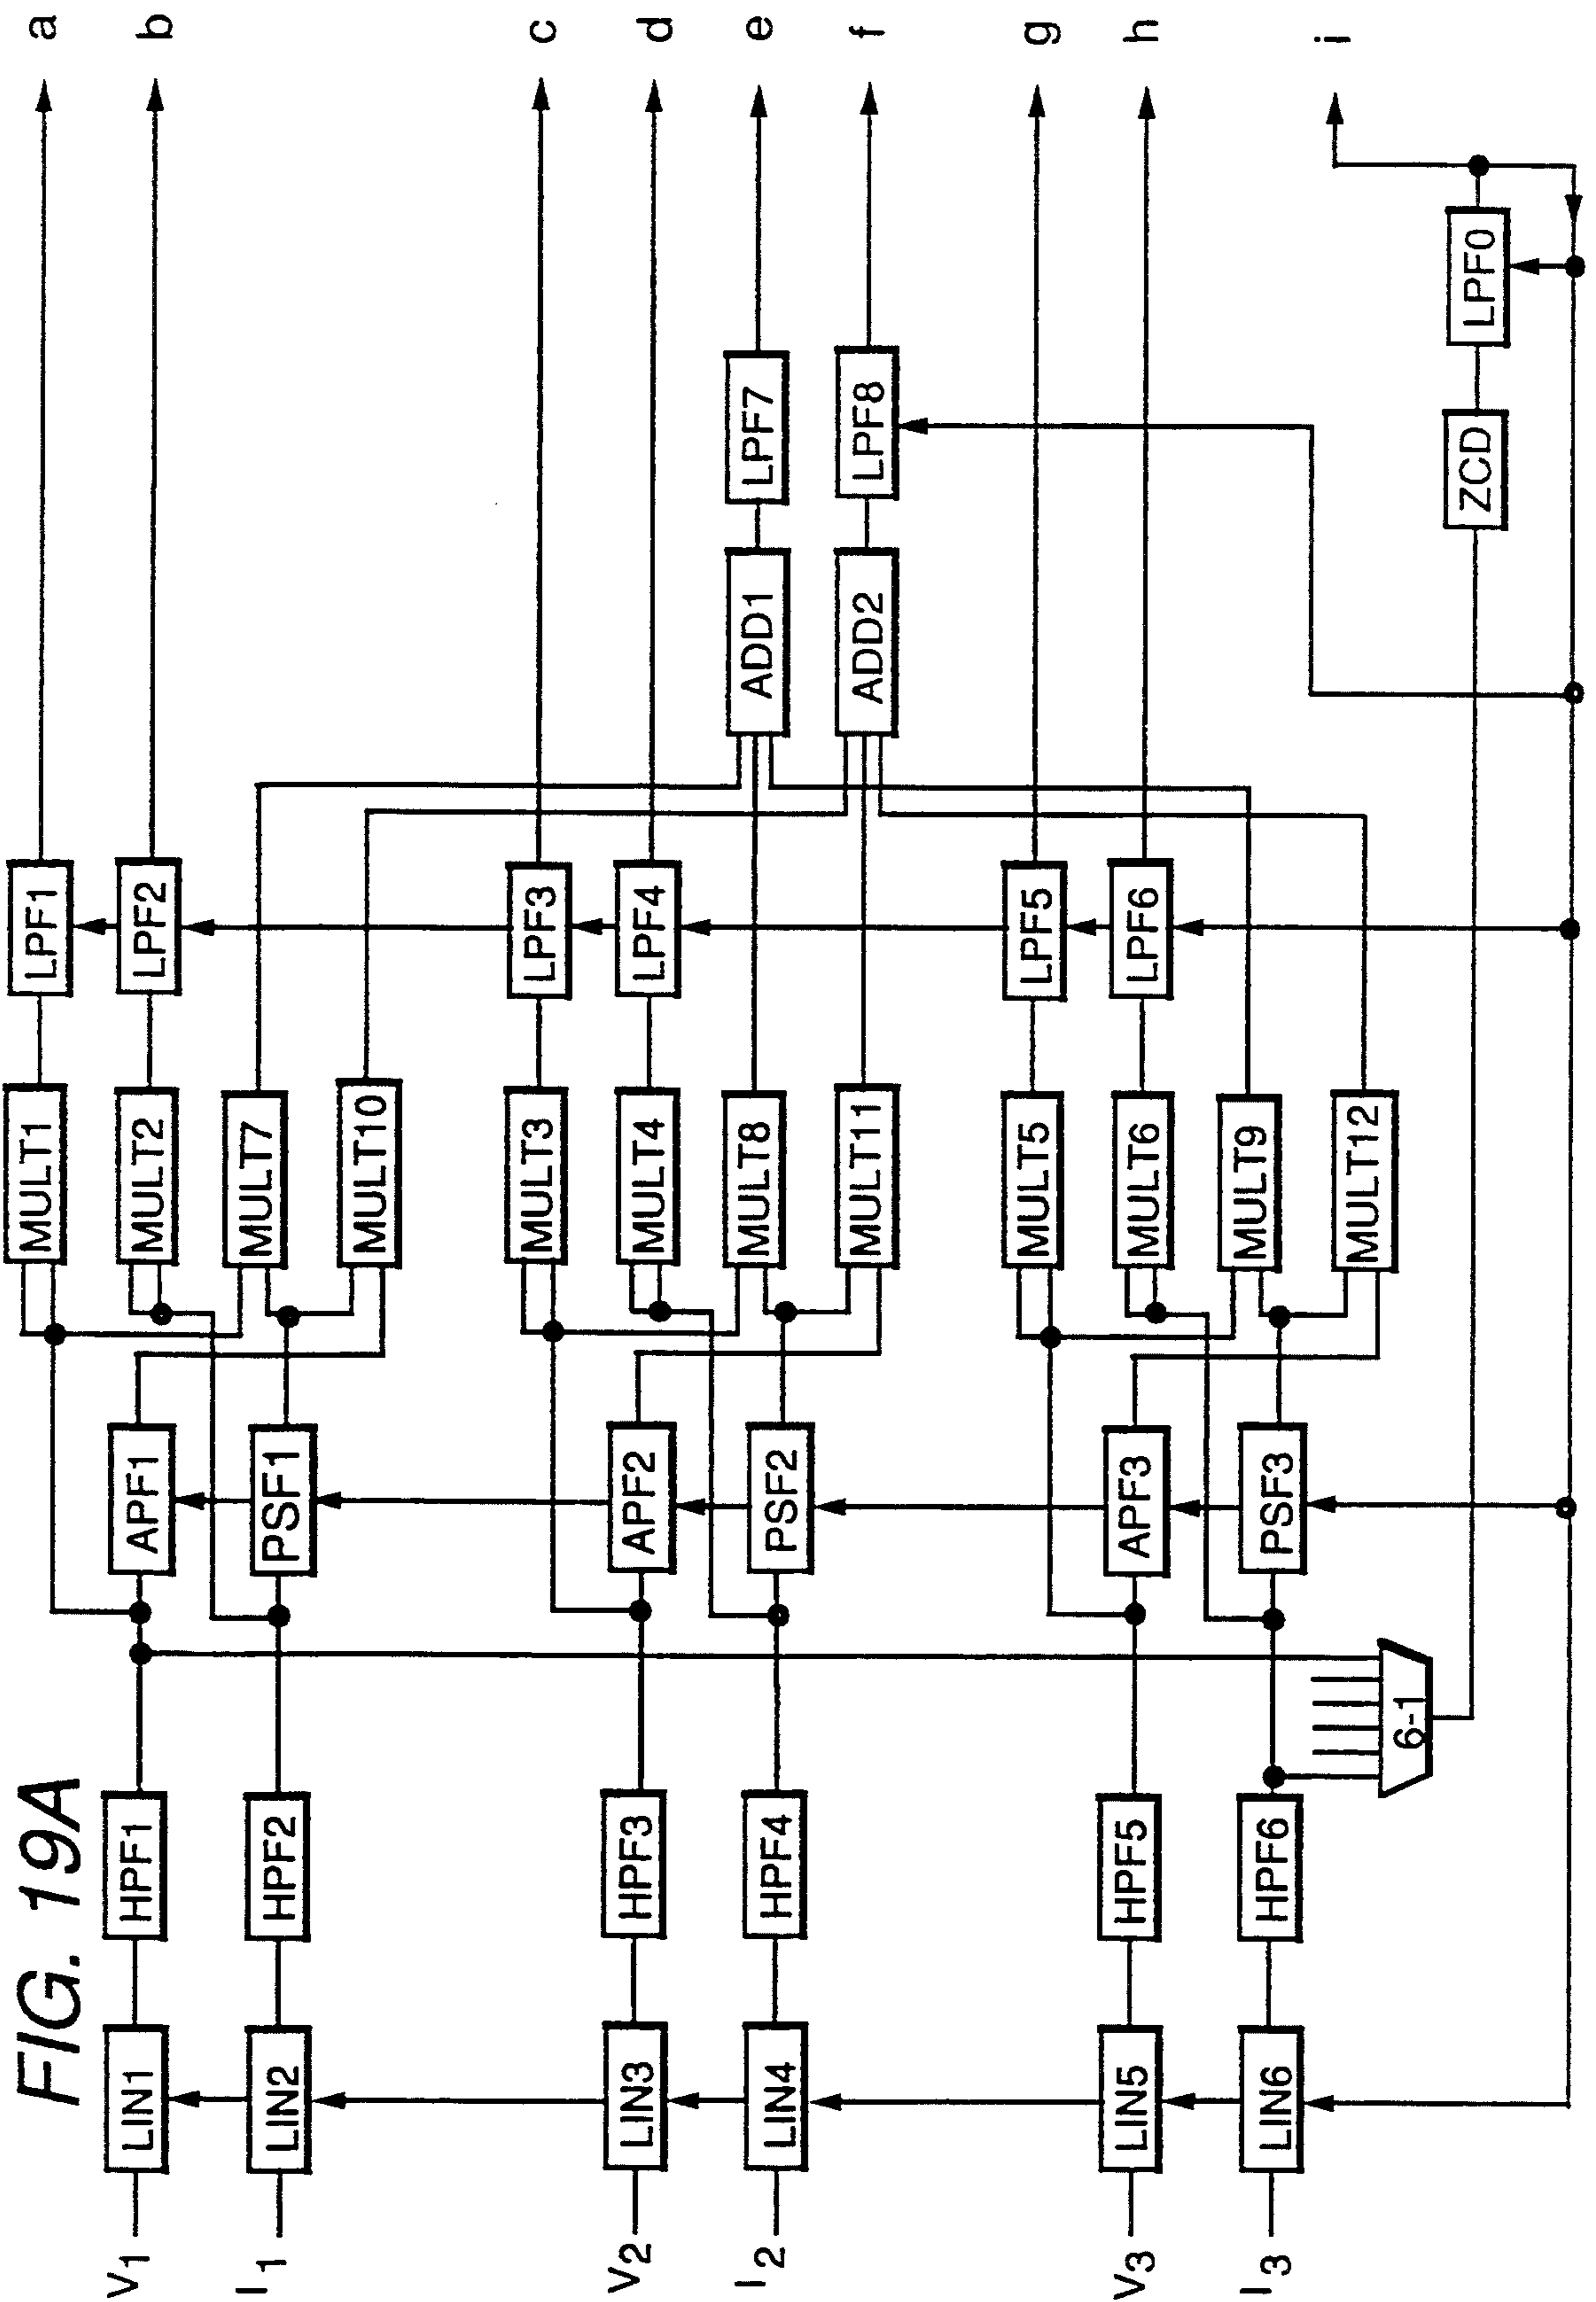 FIG. 19A
V1
LIN1
HPF1
APF1
MULT1
LPF1
a
I1
LIN2
HPF2
PSF1
MULT2
LPF2
b
MULT7
MULT10
V2
LIN3
HPF3
APF2
MULT3
LPF3
c
I2
LIN4
HPF4
PSF2
MULT4
LPF4
d
MULT8
ADD1
LPF7
e
MULT11
ADD2
LPF8
f
V3
LIN5
HPF5
APF3
MULT5
LPF5
g
I3
LIN6
HPF6
PSF3
MULT6
LPF6
h
MULT9
MULT12
6-1
ZCD
LPF0
i